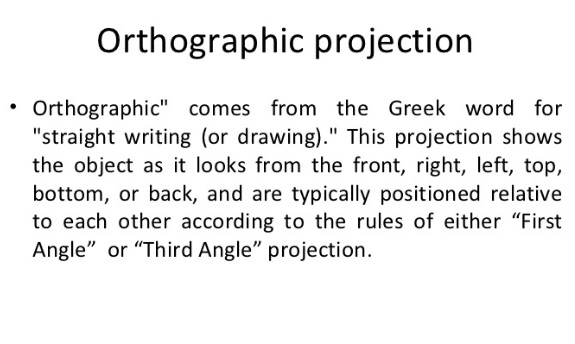 Orthographic projection
• Orthographic" comes from the Greek word for
"straight writing (or drawing)." This projection shows
the object as it looks from the front, right, left, top,
bottom, or back, and are typically positioned relative
to each other according to the rules of either “First
Angle” or “Third Angle” projection.